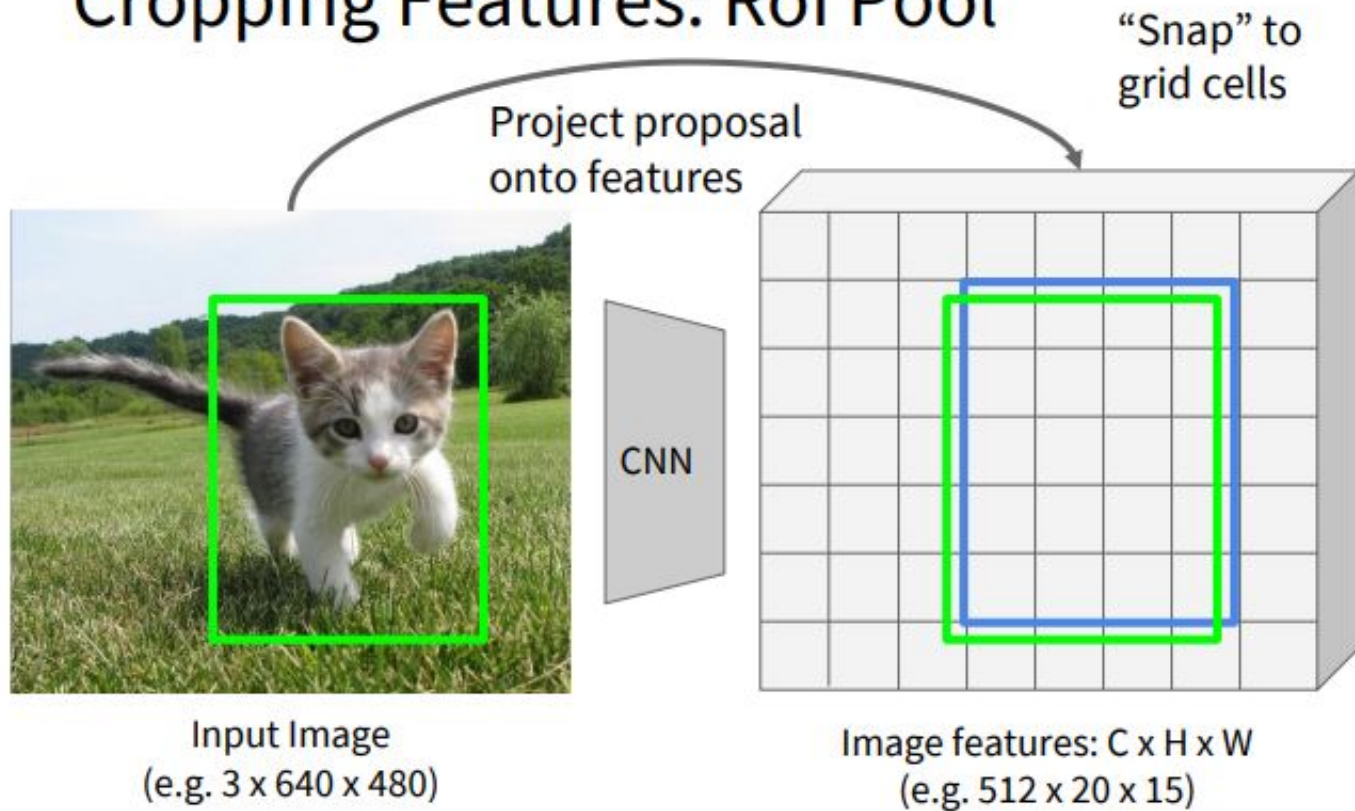 Cropping Features: RoI Pool
“Snap” to
grid cells
Project proposal
onto features
CNN
Input Image
(e.g. 3 x 640 x 480)
Image features: C x H x W
(e.g. 512 x 20 x 15)